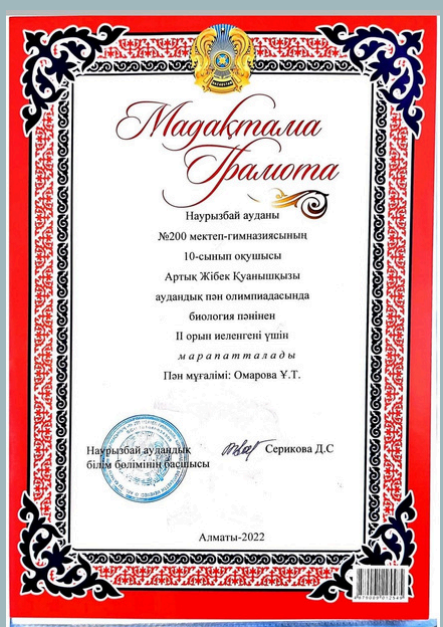 Мадақтама
Грамота
Наурызбай ауданы
№200 мектеп-гимназиясының
10-сынып оқушысы
Артық Жібек Қуанышқызы
аудандық пән олимпиадасында
биология пәнінен
ІІ орын иеленгені үшін
марапатталады
Пән мұғалімі: Омарова Ұ.Т.
Наурызбай аудандық
білім бөлімінің басшысы
Серикова Д.С
Алматы-2022